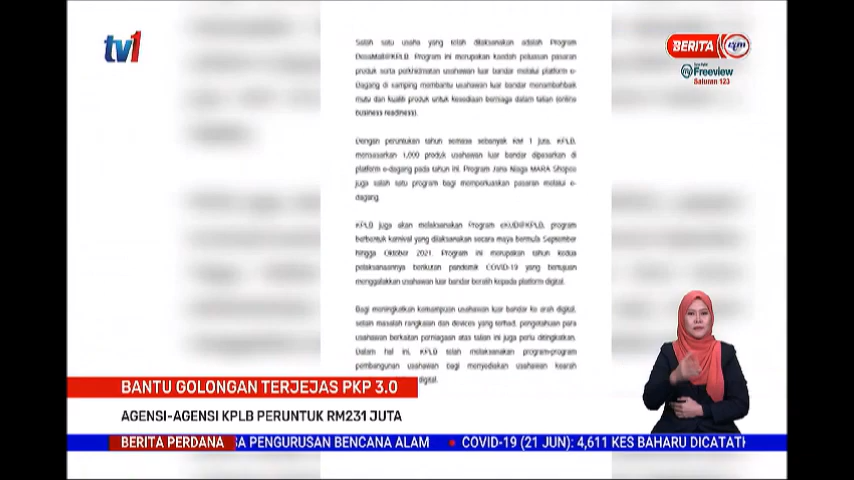 tv1
BERITA rtm
Freeview
Saluran 123
Salah satu usaha yang telah dilaksanakan adalah Program
DesaMall@KPLB. Program ini merupakan kaedah peluasan pasaran
produk serta perkhidmatan usahawan luar bandar melalui platform e-
Dagang di samping membantu usahawan luar bandar menambahbaik
mutu dan kualiti produk untuk kesediaan berniaga dalam talian (online
business readiness).
Dengan peruntukan tahun semasa sebanyak RM 1 juta, KPLB,
mensasarkan 1,000 produk usahawan luar bandar dipasarkan di
platform e-dagang pada tahun ini. Program Jana Niaga MARA Shopee
juga salah satu program bagi memperluaskan pasaran melalui e-
dagang.
KPLB juga akan melaksanakan Program eKUD@KPLB, program
berbentuk karnival yang dilaksanakan secara maya bermula September
hingga Oktober 2021. Program ini merupakan tahun kedua
pelaksanaannya berikutan pandemik COVID-19 yang bertujuan
menggalakkan usahawan luar bandar beralih kepada platform digital.
Bagi meningkatkan kemampuan usahawan luar bandar ke arah digital,
selain masalah rangkaian dan devices yang terhad, pengetahuan para
usahawan berkaitan perniagaan atas talian ini juga perlu ditingkatkan.
Dalam hal ini, KPLB telah melaksanakan program-program
pembangunan usahawan bagi menyediakan usahawan kearah
digital.
BANTU GOLONGAN TERJEJAS PKP 3.0
AGENSI-AGENSI KPLB PERUNTUK RM231 JUTA
BERITA PERDANA SA PENGURUSAN BENCANA ALAM • COVID-19 (21 JUN): 4,611 KES BAHARU DICATATK